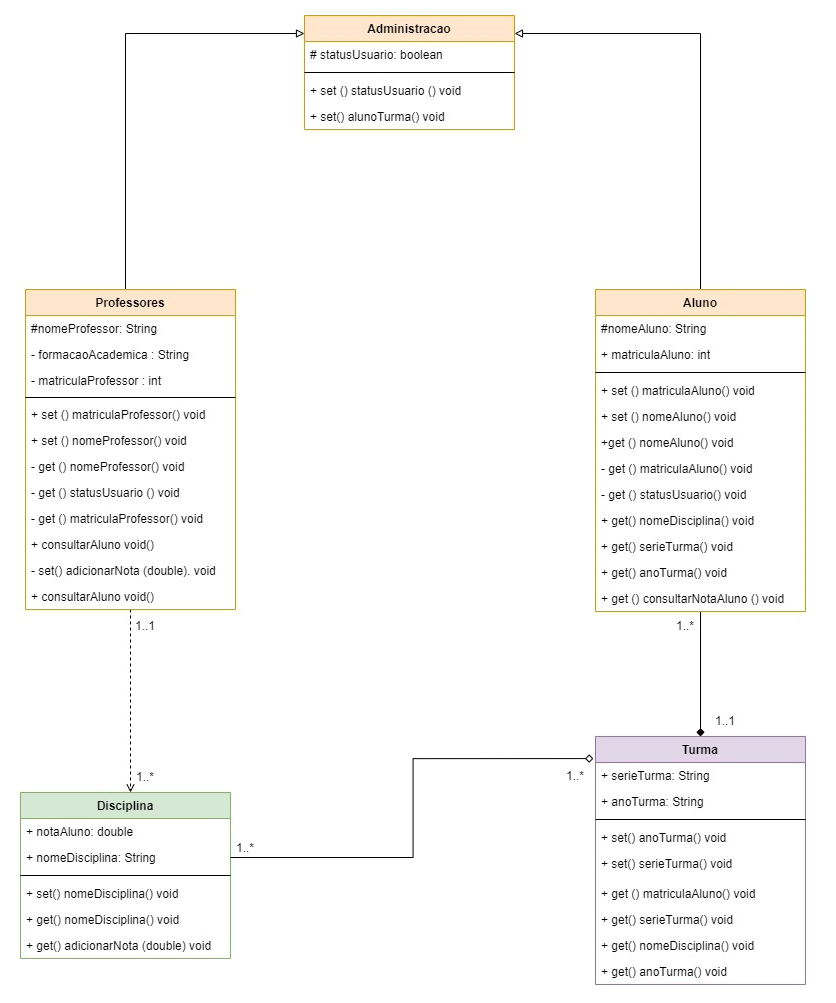 Administracao
# statusUsuario: boolean
+ set () statusUsuario () void
+ set() alunoTurma() void
Professores
#nomeProfessor: String
- formacaoAcademica : String
- matriculaProfessor : int
+ set () matriculaProfessor() void
+ set () nomeProfessor() void
- get () nomeProfessor() void
- get () statusUsuario () void
- get () matriculaProfessor() void
+ consultarAluno void()
- set() adicionarNota (double). void
+ consultarAluno void()
Aluno
#nomeAluno: String
+ matriculaAluno: int
+ set () matriculaAluno() void
+ set () nomeAluno() void
+get () nomeAluno() void
- get () matriculaAluno() void
- get () statusUsuario() void
+ get() nomeDisciplina() void
+ get() serieTurma() void
+ get() anoTurma() void
+ get () consultarNotaAluno () void
1..1
1..*
1..*
1..1
Disciplina
+ notaAluno: double
+ nomeDisciplina: String
+ set() nomeDisciplina() void
+ get() nomeDisciplina() void
+ get() adicionarNota (double) void
1..*
1..*
Turma
+ serieTurma: String
+ anoTurma: String
+ set() anoTurma() void
+ set() serieTurma() void
+ get () matriculaAluno() void
+ get() serieTurma() void
+ get() nomeDisciplina() void
+ get() anoTurma() void